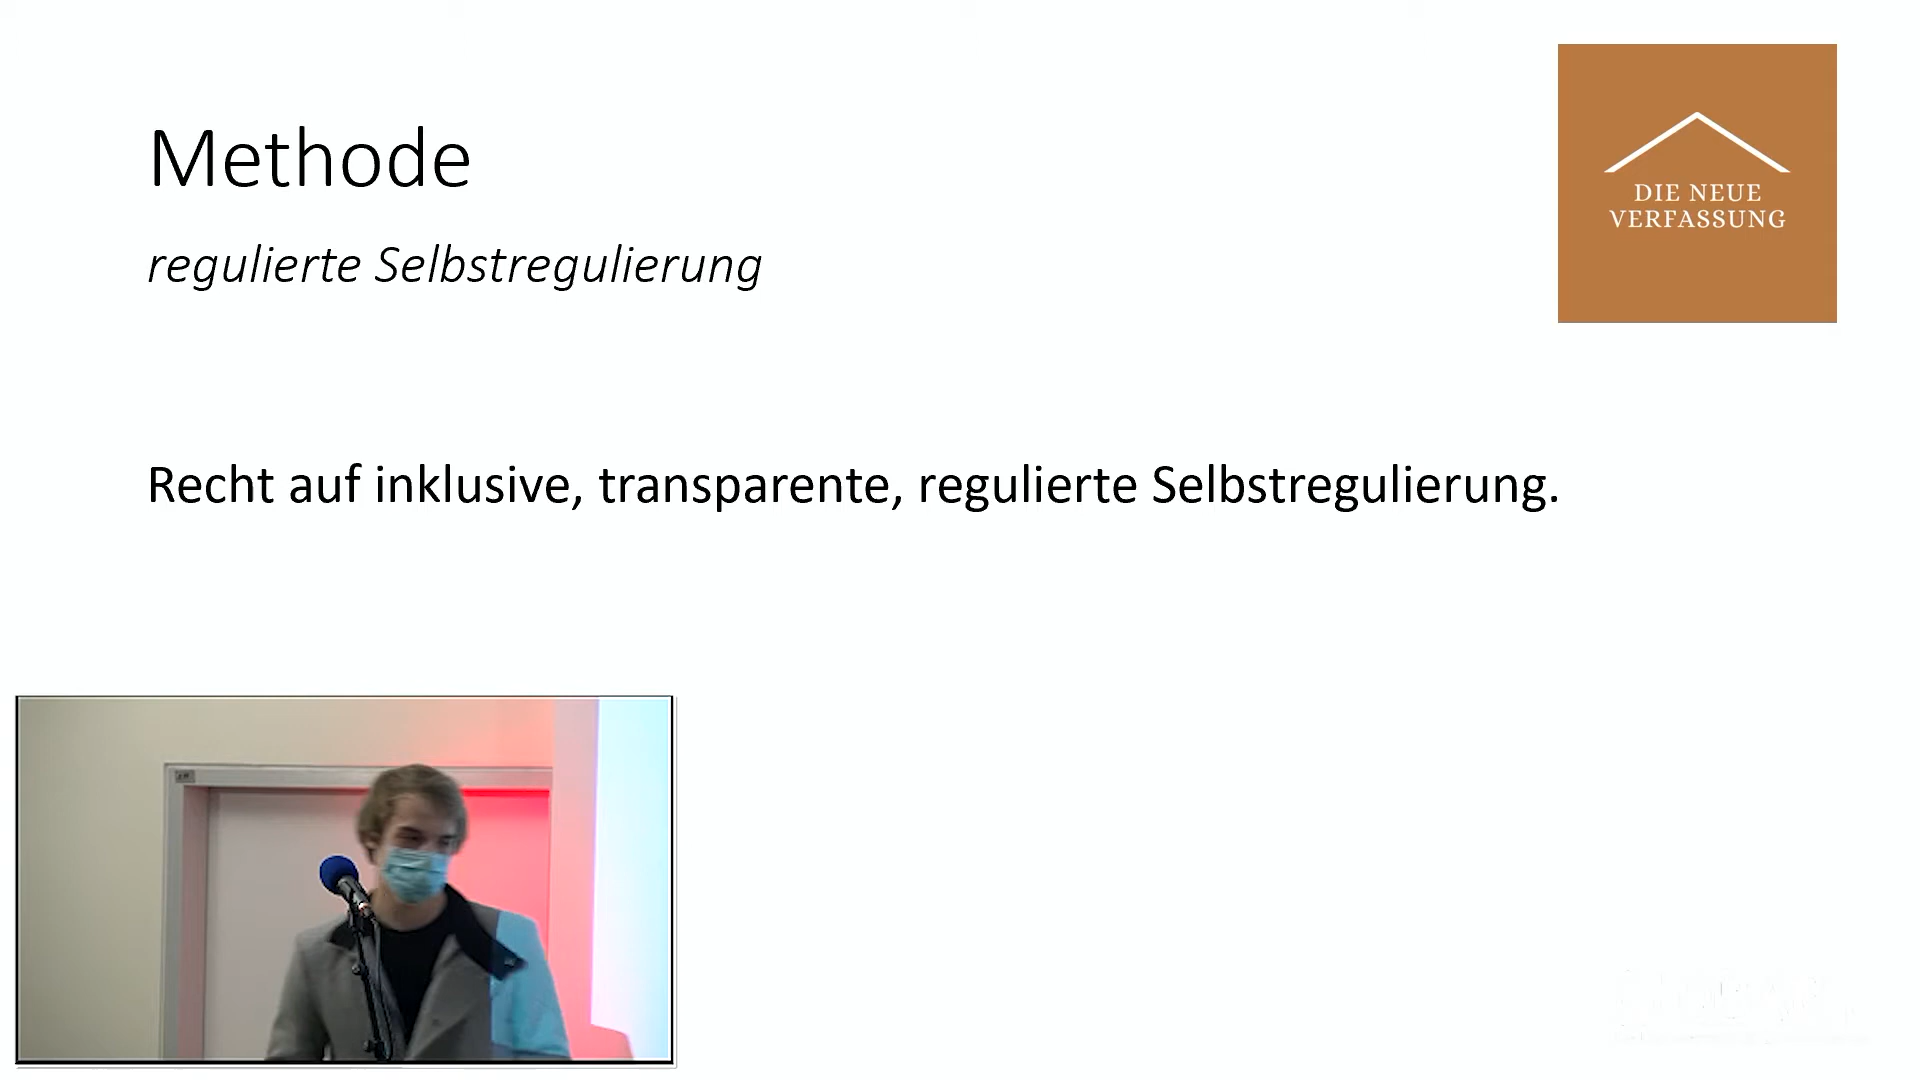 Methode
regulierte Selbstregulierung
DIE NEUE
VERFASSUNG
Recht auf inklusive, transparente, regulierte Selbstregulierung.